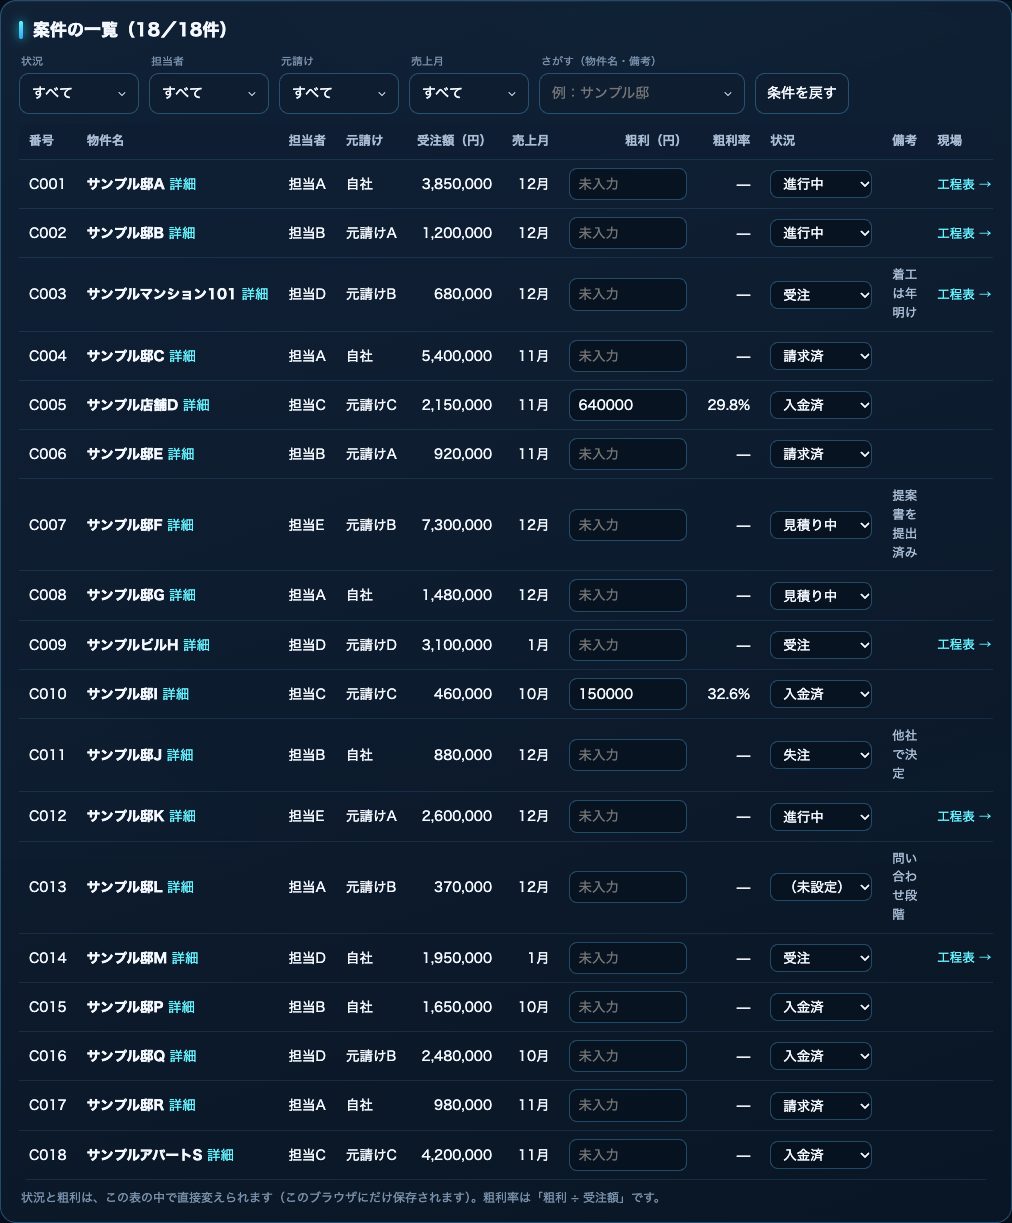 案件の一覧（18／18件）
状況 担当者 元請け 売上月 さがす（物件名・備考）
すべて すべて すべて すべて 例：サンプル邸 条件を戻す
番号 物件名 担当者 元請け 受注額（円） 売上月 粗利（円） 粗利率 状況 備考 現場
C001 サンプル邸A 詳細 担当A 自社 3,850,000 12月 未入力 — 進行中 工程表 →
C002 サンプル邸B 詳細 担当B 元請けA 1,200,000 12月 未入力 — 進行中 工程表 →
C003 サンプルマンション101 詳細 担当D 元請けB 680,000 12月 未入力 — 受注 着工は年明け 工程表 →
C004 サンプル邸C 詳細 担当A 自社 5,400,000 11月 未入力 — 請求済
C005 サンプル店舗D 詳細 担当C 元請けC 2,150,000 11月 640000 29.8% 入金済
C006 サンプル邸E 詳細 担当B 元請けA 920,000 11月 未入力 — 請求済
C007 サンプル邸F 詳細 担当E 元請けB 7,300,000 12月 未入力 — 見積り中 提案書を提出済み
C008 サンプル邸G 詳細 担当A 自社 1,480,000 12月 未入力 — 見積り中
C009 サンプルビルH 詳細 担当D 元請けD 3,100,000 1月 未入力 — 受注 工程表 →
C010 サンプル邸I 詳細 担当C 元請けC 460,000 10月 150000 32.6% 入金済
C011 サンプル邸J 詳細 担当B 自社 880,000 12月 未入力 — 失注 他社で決定
C012 サンプル邸K 詳細 担当E 元請けA 2,600,000 12月 未入力 — 進行中 工程表 →
C013 サンプル邸L 詳細 担当A 元請けB 370,000 12月 未入力 — （未設定） 問い合わせ段階
C014 サンプル邸M 詳細 担当D 自社 1,950,000 1月 未入力 — 受注 工程表 →
C015 サンプル邸P 詳細 担当B 自社 1,650,000 10月 未入力 — 入金済
C016 サンプル邸Q 詳細 担当D 元請けB 2,480,000 10月 未入力 — 入金済
C017 サンプル邸R 詳細 担当A 自社 980,000 11月 未入力 — 請求済
C018 サンプルアパートS 詳細 担当C 元請けC 4,200,000 11月 未入力 — 入金済
状況と粗利は、この表の中で直接変えられます（このブラウザにだけ保存されます）。粗利率は「粗利 ÷ 受注額」です。